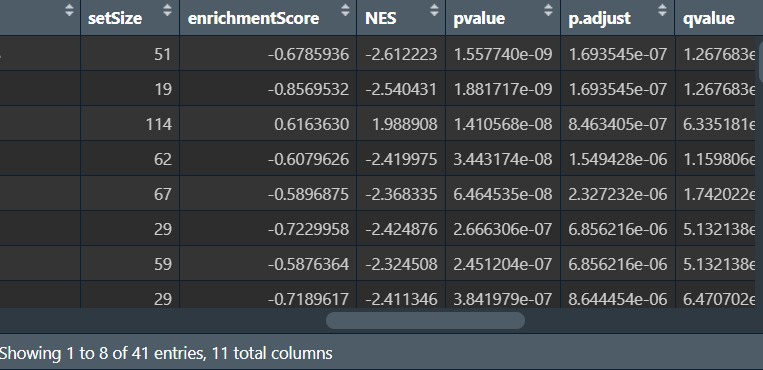 setSize enrichmentScore NES pvalue p.adjust qvalue
51 -0.6785936 -2.612223 1.557740e-09 1.693545e-07 1.267683e
19 -0.8569532 -2.540431 1.881717e-09 1.693545e-07 1.267683e
114 0.6163630 1.988908 1.410568e-08 8.463405e-07 6.335181e
62 -0.6079626 -2.419975 3.443174e-08 1.549428e-06 1.159806e
67 -0.5896875 -2.368335 6.464535e-08 2.327232e-06 1.742022e
29 -0.7229958 -2.424876 2.666306e-07 6.856216e-06 5.132138e
59 -0.5876364 -2.324508 2.451204e-07 6.856216e-06 5.132138e
29 -0.7189617 -2.411346 3.841979e-07 8.644454e-06 6.470702e
Showing 1 to 8 of 41 entries, 11 total columns